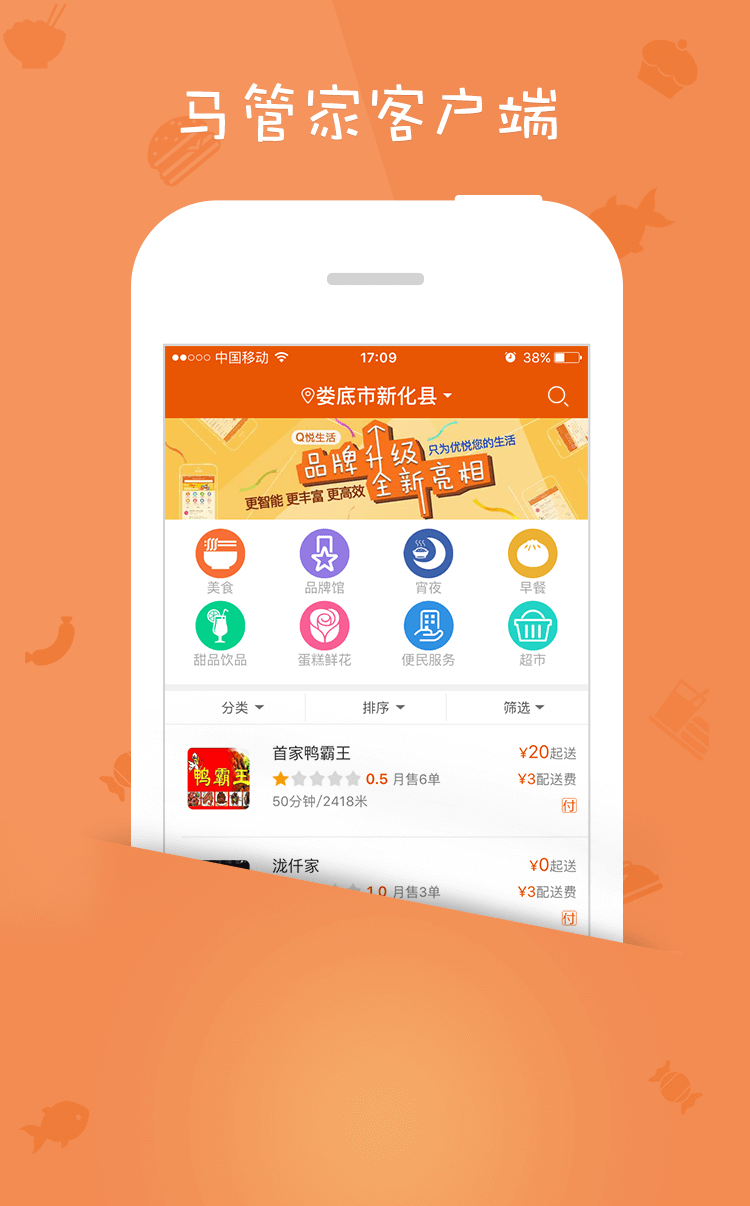 马管家客户端
中国移动 17:09 38%
娄底市新化县
Q悦生活
品牌升级 只为优悦您的生活
更智能 更丰富 更高效 全新亮相
美食 品牌馆 宵夜 早餐
甜品饮品 蛋糕鲜花 便民服务 超市
分类 排序 筛选
首家鸭霸王 ¥20起送
鸭霸王
0.5 月售6单 ¥3配送费
50分钟/2418米 付
泷仟家 ¥0起送
1.0 月售3单 ¥3配送费
付